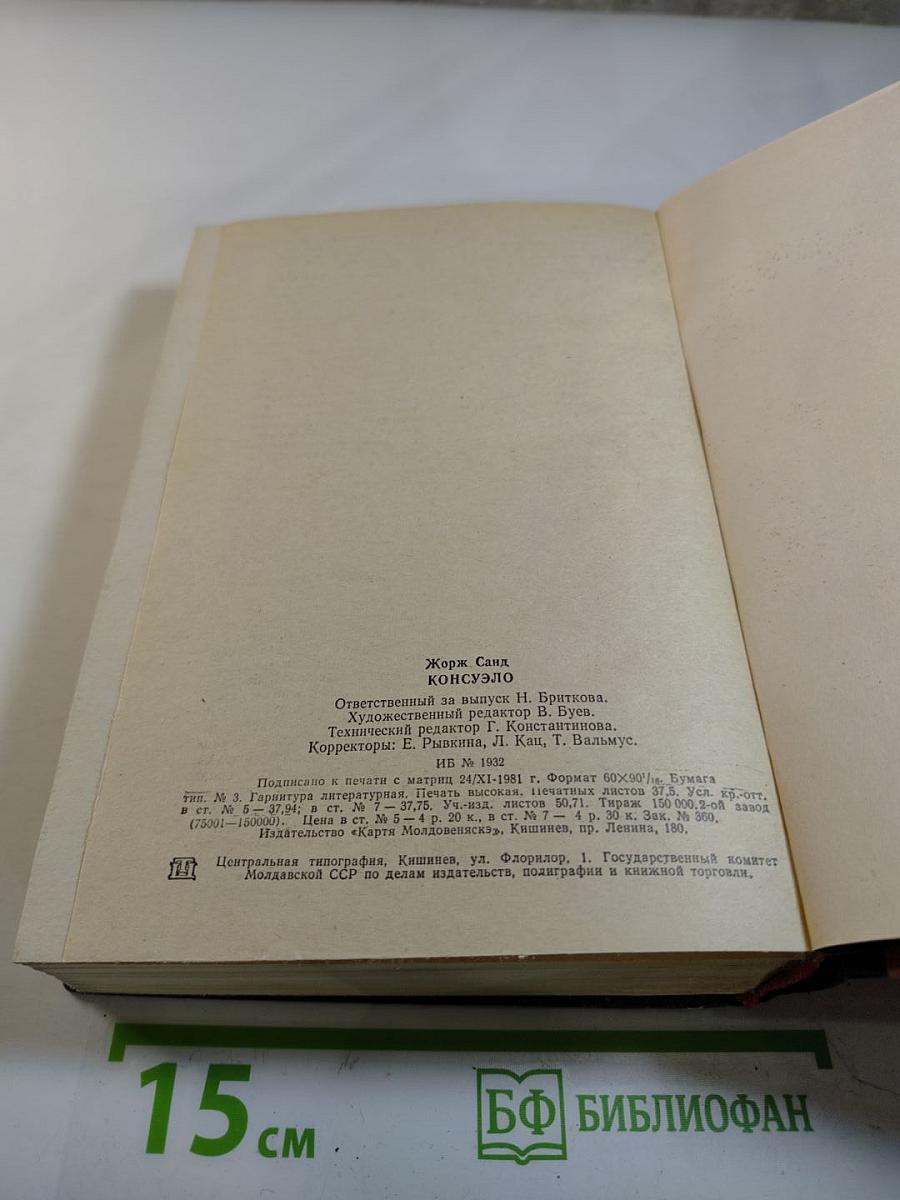 Жорж Санд
КОНСУЭЛО
Ответственный за выпуск Н. Бриткова.
Художественный редактор В. Буев.
Технический редактор Г. Константинова.
Корректоры: Е. Рывкина, Л. Кац, Т. Вальмус.
ИБ № 1932
Подписано к печати с матриц 24/XI-1981 г. Формат 60×90¹/₁₆. Бумага
тип. № 3. Гарнитура литературная. Печать высокая. Печатных листов 37,5. Усл. кр.-отт.
в ст. № 5 — 37,94; в ст. № 7 — 37,75. Уч.-изд. листов 50,71. Тираж 150 000. 2-ой завод
(75001—150000). Цена в ст. № 5 — 4 р. 20 к., в ст. № 7 — 4 р. 30 к. Зак. № 360.
Издательство «Картя Молдовеняскэ», Кишинев, пр. Ленина, 180.
Центральная типография, Кишинев, ул. Флорилор, 1. Государственный комитет
Молдавской ССР по делам издательств, полиграфии и книжной торговли.
15 см
БФ БИБЛИОФАН